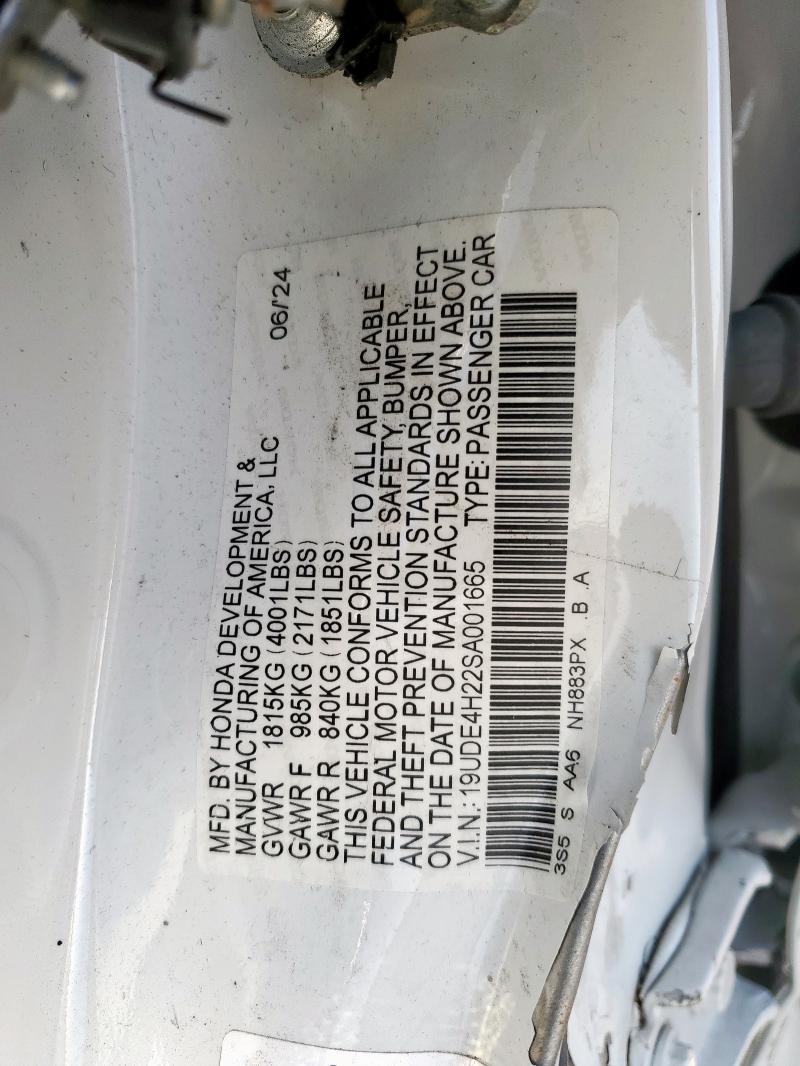 MFD. BY HONDA DEVELOPMENT &
MANUFACTURING OF AMERICA, LLC 06/'24
GVWR 1815KG (4001LBS)
GAWR F 985KG (2171LBS)
GAWR R 840KG (1851LBS)
THIS VEHICLE CONFORMS TO ALL APPLICABLE
FEDERAL MOTOR VEHICLE SAFETY, BUMPER,
AND THEFT PREVENTION STANDARDS IN EFFECT
ON THE DATE OF MANUFACTURE SHOWN ABOVE.
V.I.N.: 19UDE4H22SA001665 TYPE: PASSENGER CAR
3S5 S AA6 NH883PX .B .A